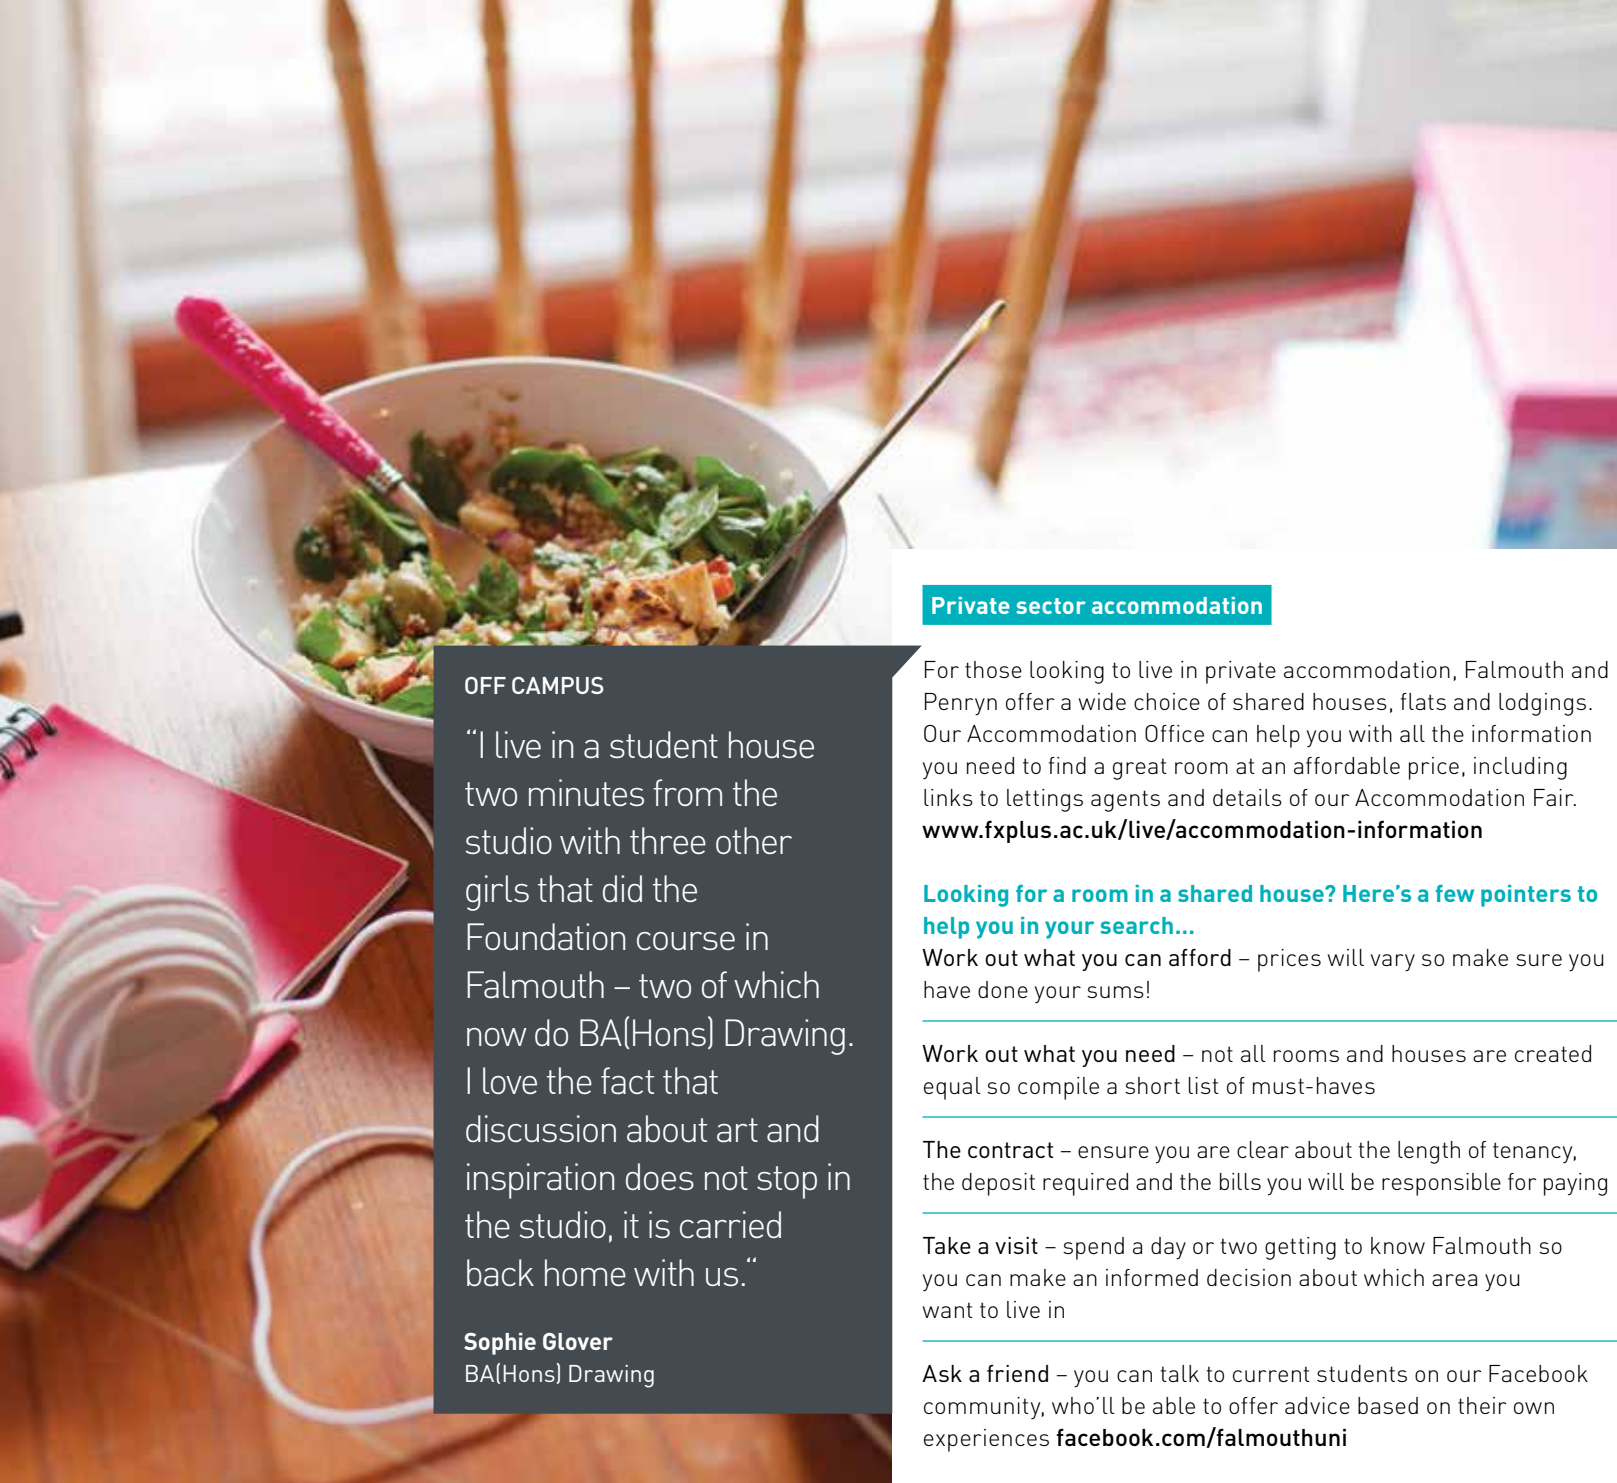 OFF CAMPUS
“I live in a student house
two minutes from the
studio with three other
girls that did the
Foundation course in
Falmouth – two of which
now do BA(Hons) Drawing.
I love the fact that
discussion about art and
inspiration does not stop in
the studio, it is carried
back home with us.“
Sophie Glover
BA(Hons) Drawing
Private sector accommodation
For those looking to live in private accommodation, Falmouth and
Penryn offer a wide choice of shared houses, flats and lodgings.
Our Accommodation Office can help you with all the information
you need to find a great room at an affordable price, including
links to lettings agents and details of our Accommodation Fair.
www.fxplus.ac.uk/live/accommodation-information
Looking for a room in a shared house? Here’s a few pointers to
help you in your search...
Work out what you can afford – prices will vary so make sure you
have done your sums!
Work out what you need – not all rooms and houses are created
equal so compile a short list of must-haves
The contract – ensure you are clear about the length of tenancy,
the deposit required and the bills you will be responsible for paying
Take a visit – spend a day or two getting to know Falmouth so
you can make an informed decision about which area you
want to live in
Ask a friend – you can talk to current students on our Facebook
community, who’ll be able to offer advice based on their own
experiences facebook.com/falmouthuni